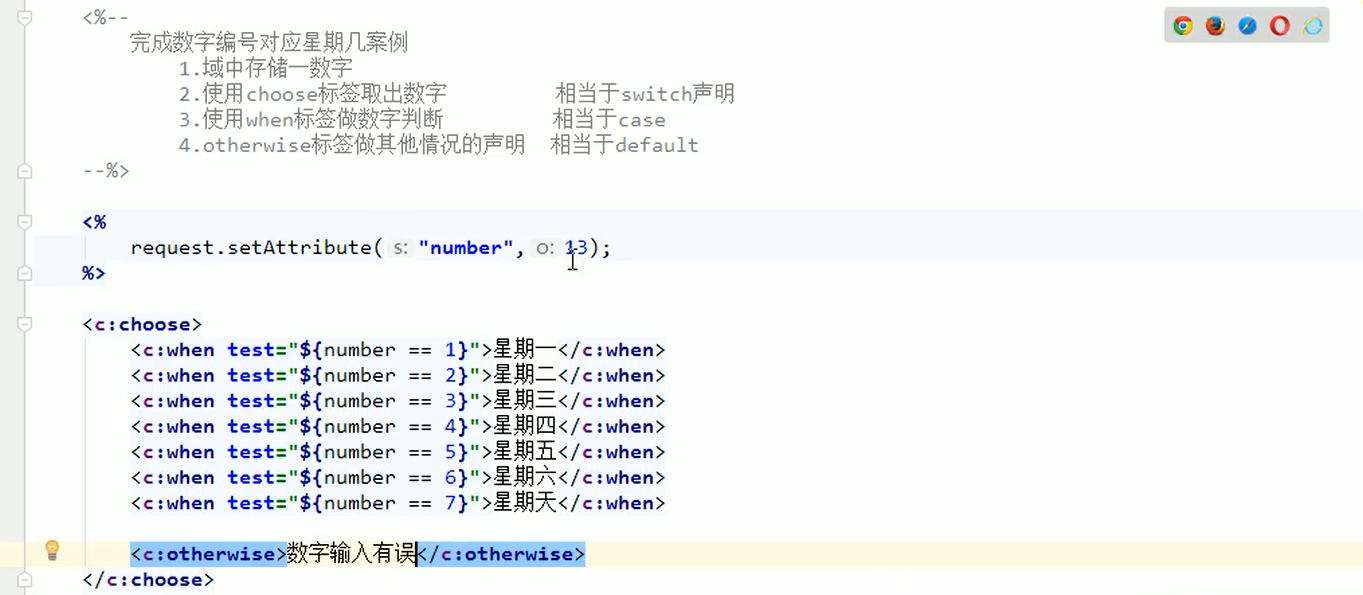 <%--
完成数字编号对应星期几案例
1.域中存储一数字
2.使用choose标签取出数字 相当于switch声明
3.使用when标签做数字判断 相当于case
4.otherwise标签做其他情况的声明 相当于default
--%>
<%
request.setAttribute( s: "number", o: 13);
%>
<c:choose>
<c:when test="${number == 1}">星期一</c:when>
<c:when test="${number == 2}">星期二</c:when>
<c:when test="${number == 3}">星期三</c:when>
<c:when test="${number == 4}">星期四</c:when>
<c:when test="${number == 5}">星期五</c:when>
<c:when test="${number == 6}">星期六</c:when>
<c:when test="${number == 7}">星期天</c:when>
<c:otherwise>数字输入有误</c:otherwise>
</c:choose>